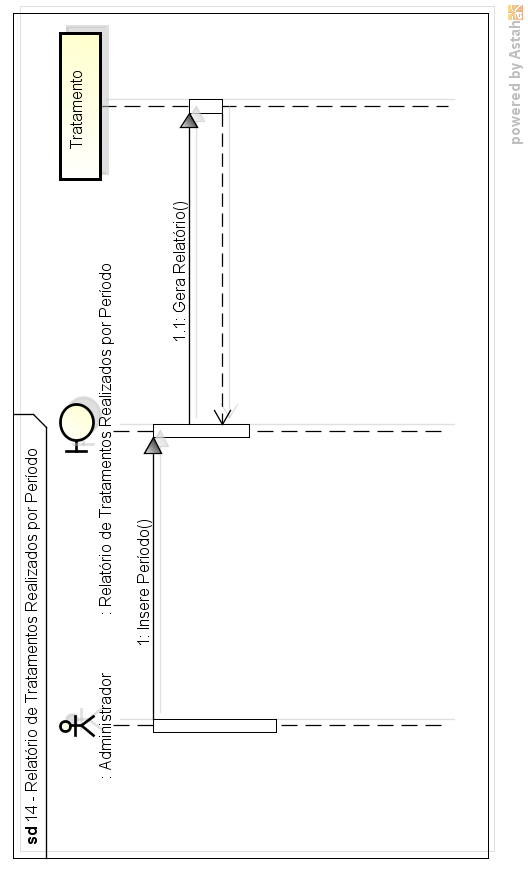 sd 14 - Relatório de Tratamentos Realizados por Período
: Administrador
: Relatório de Tratamentos Realizados por Período
Tratamento
1: Insere Período()
1.1: Gera Relatório()
powered by Astah